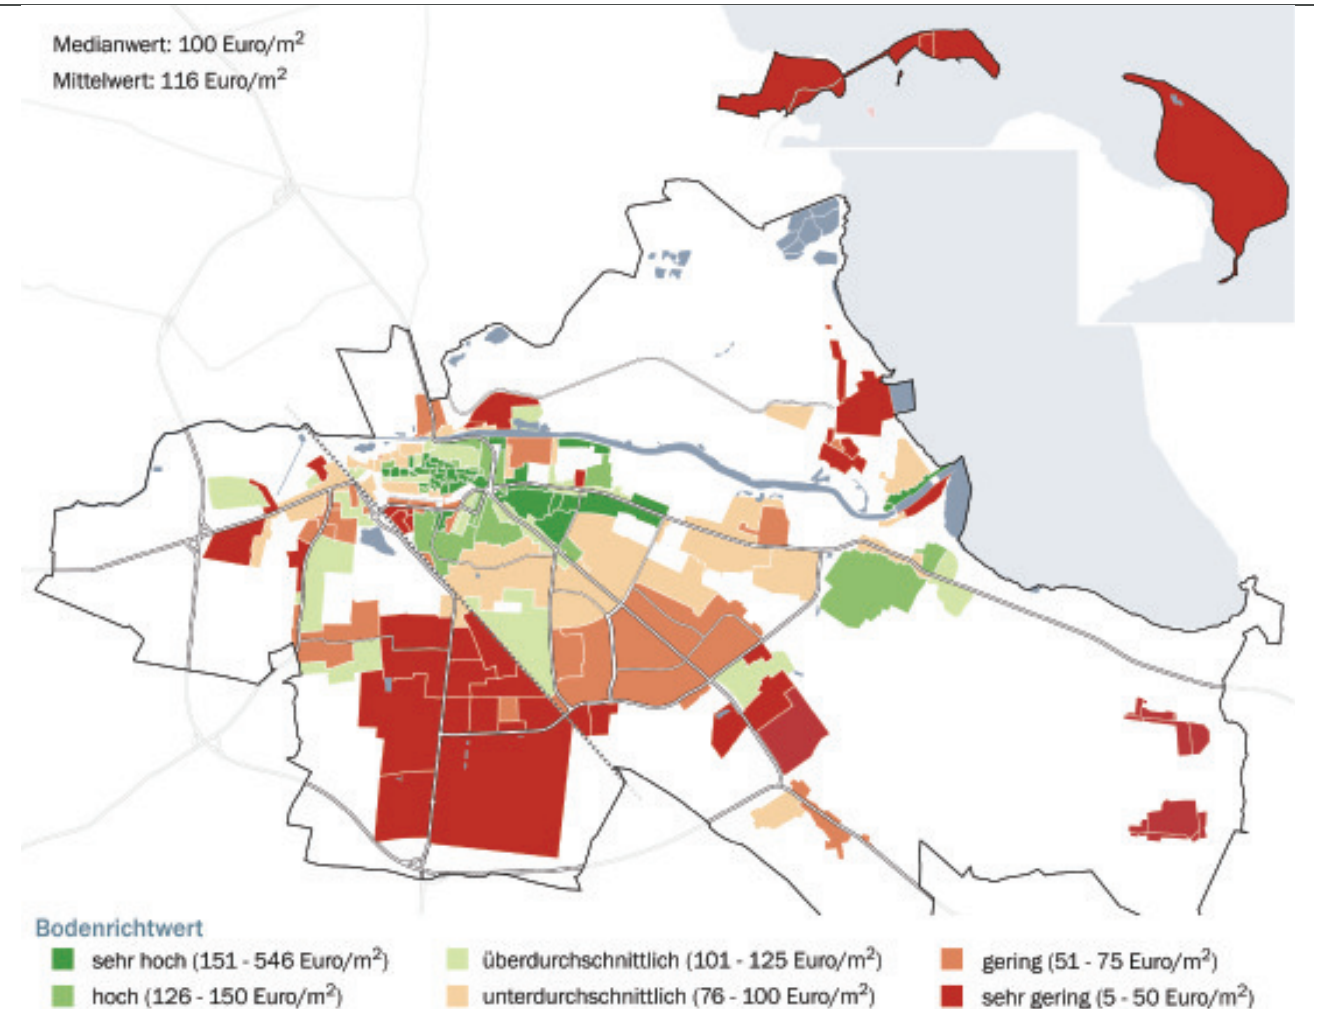 Medianwert: 100 Euro/m²
Mittelwert: 116 Euro/m²
Bodenrichtwert
sehr hoch (151 - 546 Euro/m²)
hoch (126 - 150 Euro/m²)
überdurchschnittlich (101 - 125 Euro/m²)
unterdurchschnittlich (76 - 100 Euro/m²)
gering (51 - 75 Euro/m²)
sehr gering (5 - 50 Euro/m²)